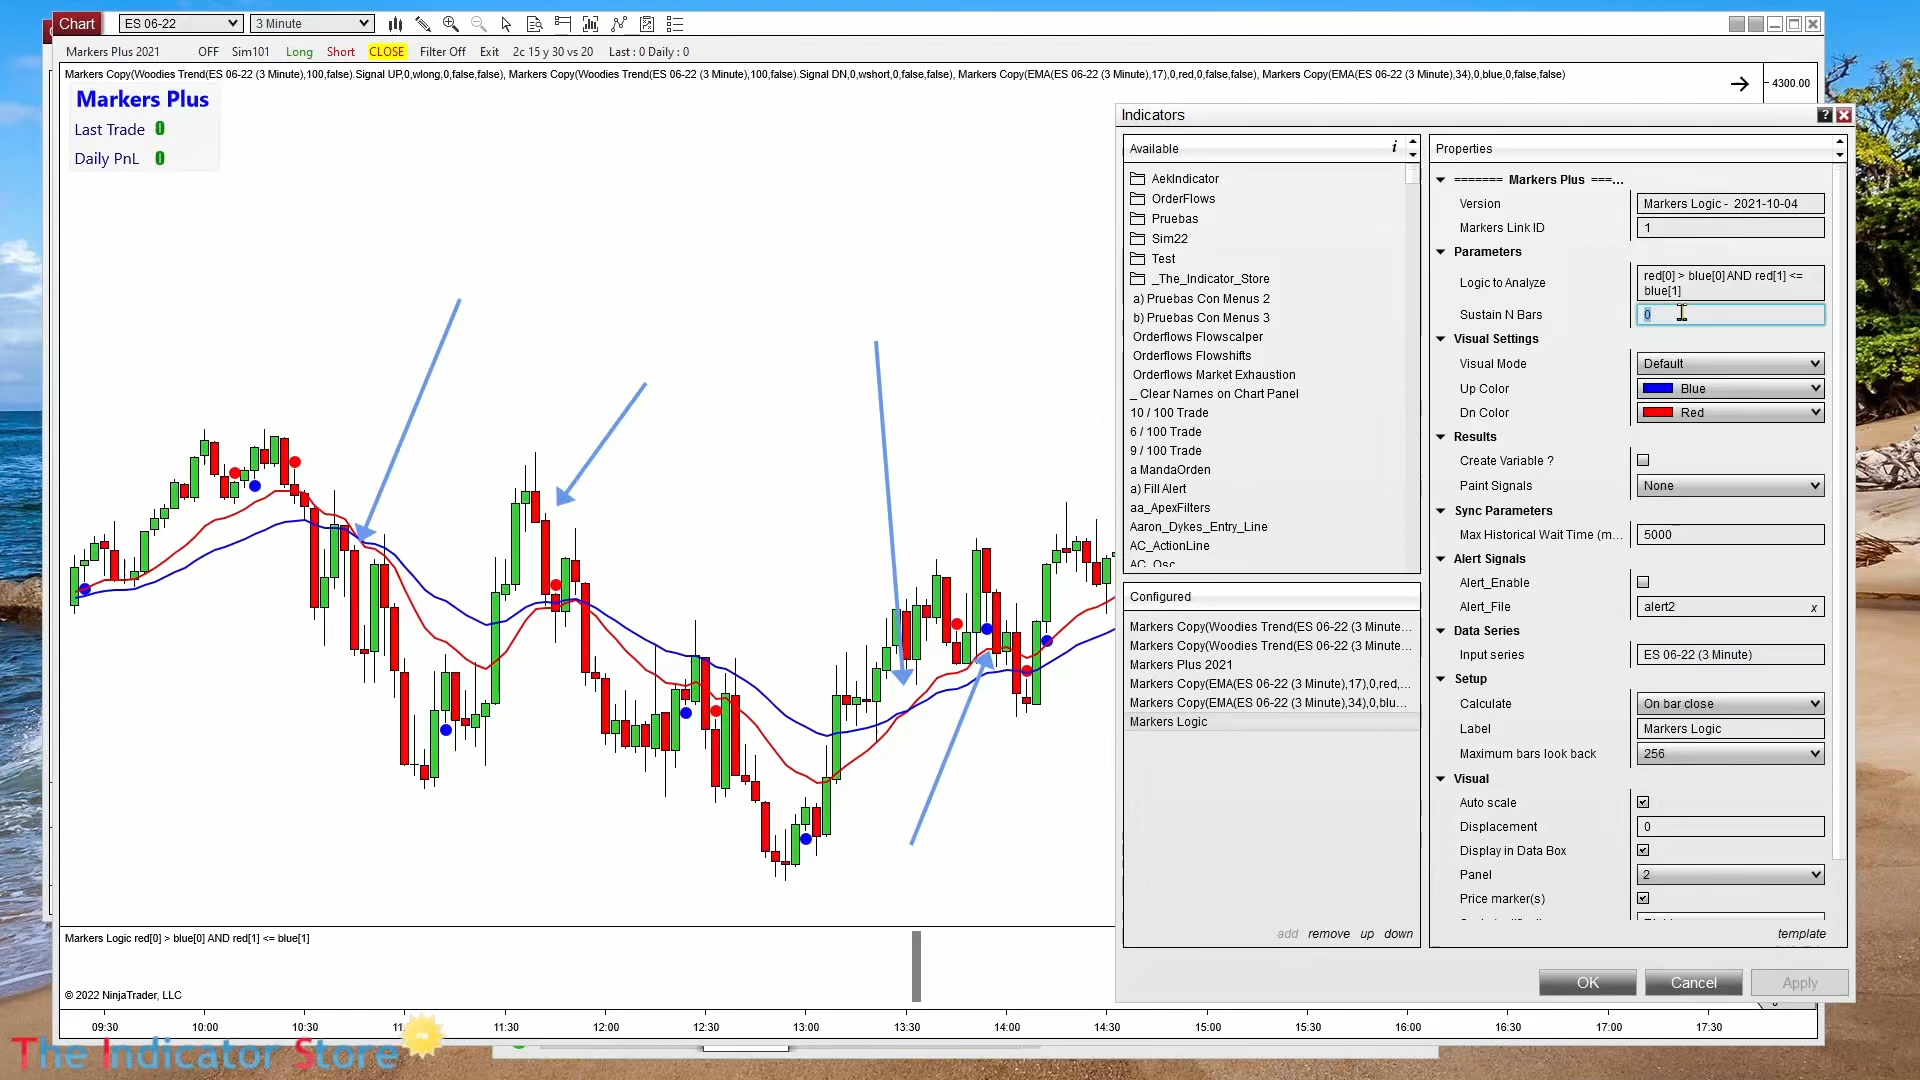 Chart
ES 06-22
3 Minute
Markers Plus 2021 OFF Sim101 Long Short CLOSE Filter Off Exit 2c 15 y 30 vs 20 Last : 0 Daily : 0
Markers Copy(Woodies Trend(ES 06-22 (3 Minute),100,false).Signal UP,0,wlong,0,false,false), Markers Copy(Woodies Trend(ES 06-22 (3 Minute),100,false).Signal DN,0,wshort,0,false,false), Markers Copy(EMA(ES 06-22 (3 Minute),17),0,red,0,false,false), Markers Copy(EMA(ES 06-22 (3 Minute),34),0,blue,0,false,false)
4300.00
Markers Plus
Last Trade 0
Daily PnL 0
Indicators
?
Available i
AekIndicator
OrderFlows
Pruebas
Sim22
Test
_The_Indicator_Store
a) Pruebas Con Menus 2
b) Pruebas Con Menus 3
Orderflows Flowscalper
Orderflows Flowshifts
Orderflows Market Exhaustion
_ Clear Names on Chart Panel
10 / 100 Trade
6 / 100 Trade
9 / 100 Trade
a MandaOrden
a) Fill Alert
aa_ApexFilters
Aaron_Dykes_Entry_Line
AC_ActionLine
AC_Osc
Configured
Markers Copy(Woodies Trend(ES 06-22 (3 Minute...
Markers Copy(Woodies Trend(ES 06-22 (3 Minute...
Markers Plus 2021
Markers Copy(EMA(ES 06-22 (3 Minute),17),0,red,...
Markers Copy(EMA(ES 06-22 (3 Minute),34),0,blu...
Markers Logic
add remove up down
Properties
======= Markers Plus ===...
Version Markers Logic - 2021-10-04
Markers Link ID 1
Parameters
Logic to Analyze red[0] > blue[0] AND red[1] <=
blue[1]
Sustain N Bars 0
Visual Settings
Visual Mode Default
Up Color Blue
Dn Color Red
Results
Create Variable ?
Paint Signals None
Sync Parameters
Max Historical Wait Time (m... 5000
Alert Signals
Alert_Enable
Alert_File alert2 x
Data Series
Input series ES 06-22 (3 Minute)
Setup
Calculate On bar close
Label Markers Logic
Maximum bars look back 256
Visual
Auto scale
Displacement 0
Display in Data Box
Panel 2
Price marker(s)
template
OK Cancel Apply
Markers Logic red[0] > blue[0] AND red[1] <= blue[1]
© 2022 NinjaTrader, LLC
09:30 10:00 10:30 11: 11:30 12:00 12:30 13:00 13:30 14:00 14:30 15:00 15:30 16:00 16:30 17:00 17:30
The Indicator Store